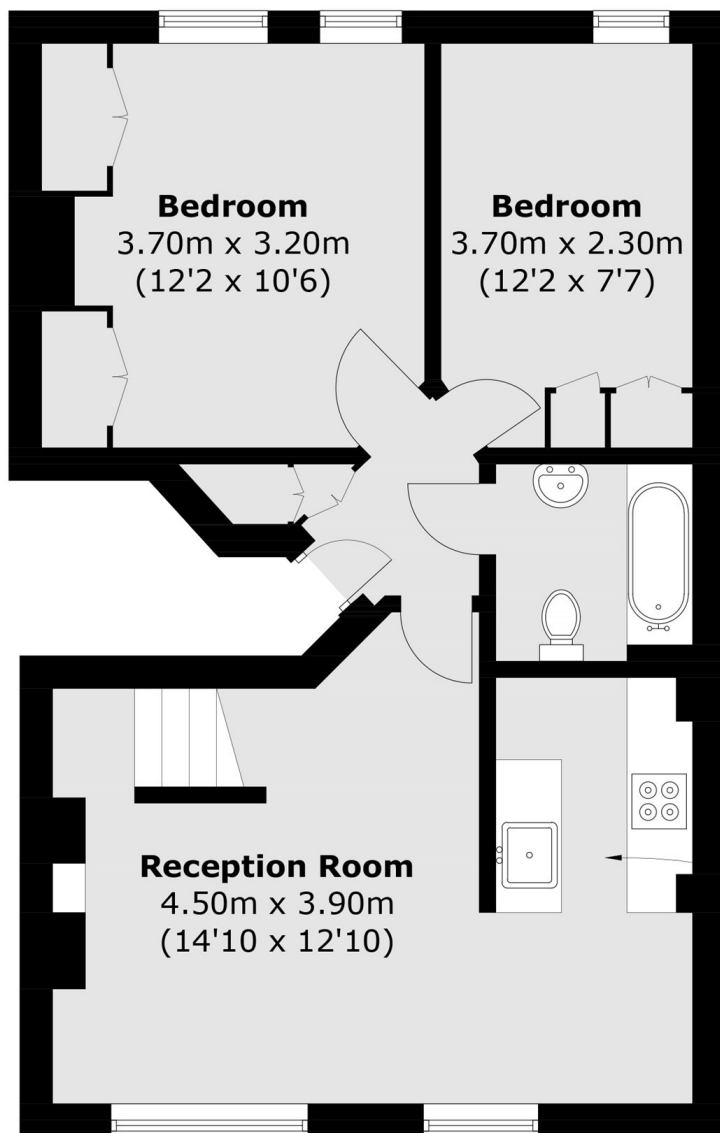 Bedroom
3.70m x 3.20m
(12'2 x 10'6)
Bedroom
3.70m x 2.30m
(12'2 x 7'7)
Reception Room
4.50m x 3.90m
(14'10 x 12'10)